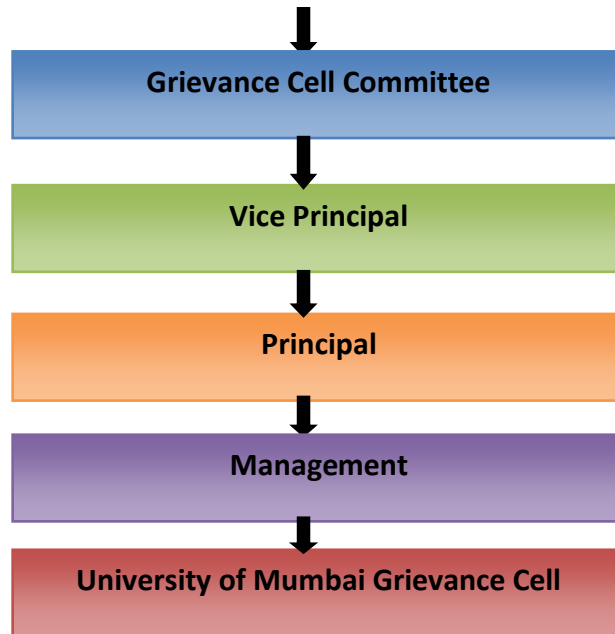 Grievance Cell Committee
Vice Principal
Principal
Management
University of Mumbai Grievance Cell